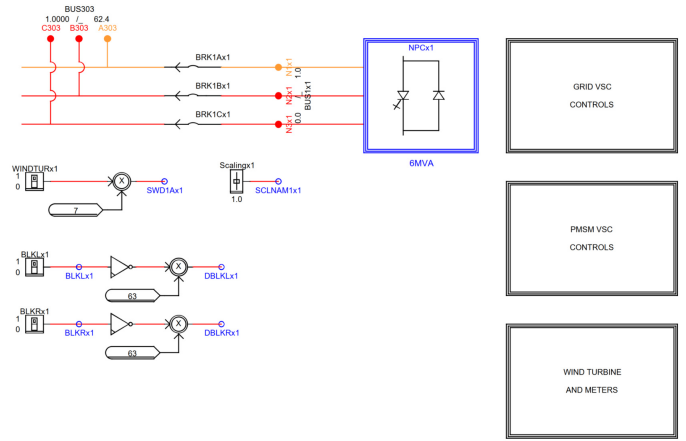 BUS303
1.0000 /_ 62.4
C303 B303 A303
BRK1Ax1
BRK1Bx1
BRK1Cx1
N1x1
N2x1
N3x1
1.0
/_
0.0
BUS1x1
NPCx1
6MVA
GRID VSC
CONTROLS
WINDTURx1
1
0
X
7
SWD1Ax1
Scalingx1
1.0
SCLNAM1x1
PMSM VSC
CONTROLS
BLKLx1
1
0
BLKLx1
X
63
DBLKLx1
BLKRx1
1
0
BLKRx1
X
63
DBLKRx1
WIND TURBINE
AND METERS